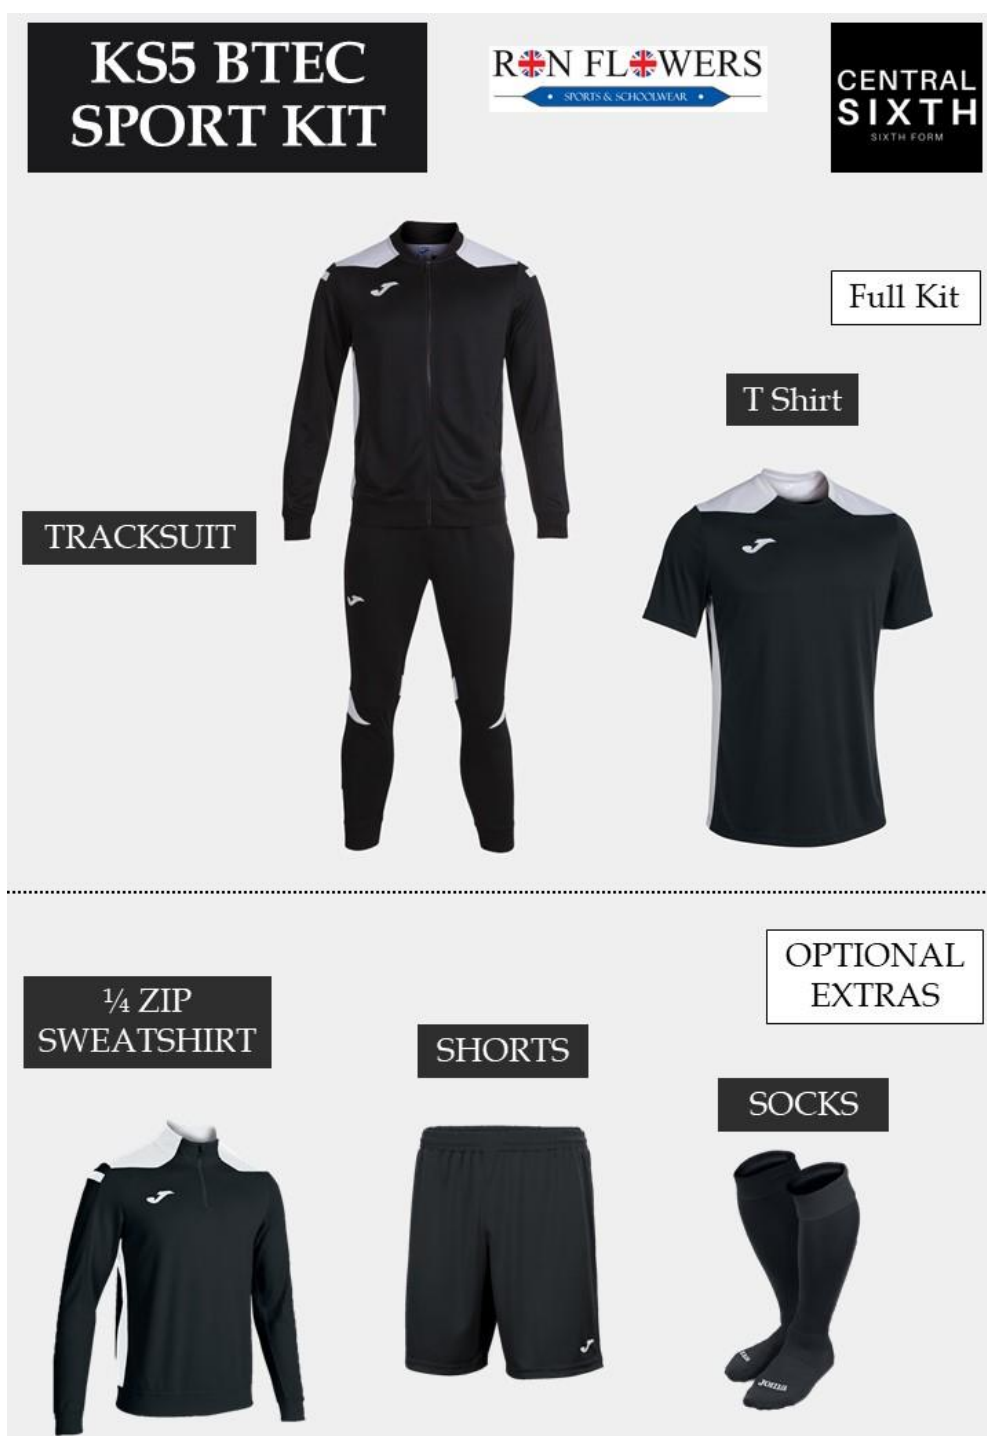 KS5 BTEC
SPORT KIT
RON FLOWERS
SPORTS & SCHOOLWEAR
CENTRAL
SIXTH
SIXTH FORM
Full Kit
T Shirt
TRACKSUIT
OPTIONAL
EXTRAS
¼ ZIP
SWEATSHIRT
SHORTS
SOCKS
Joma